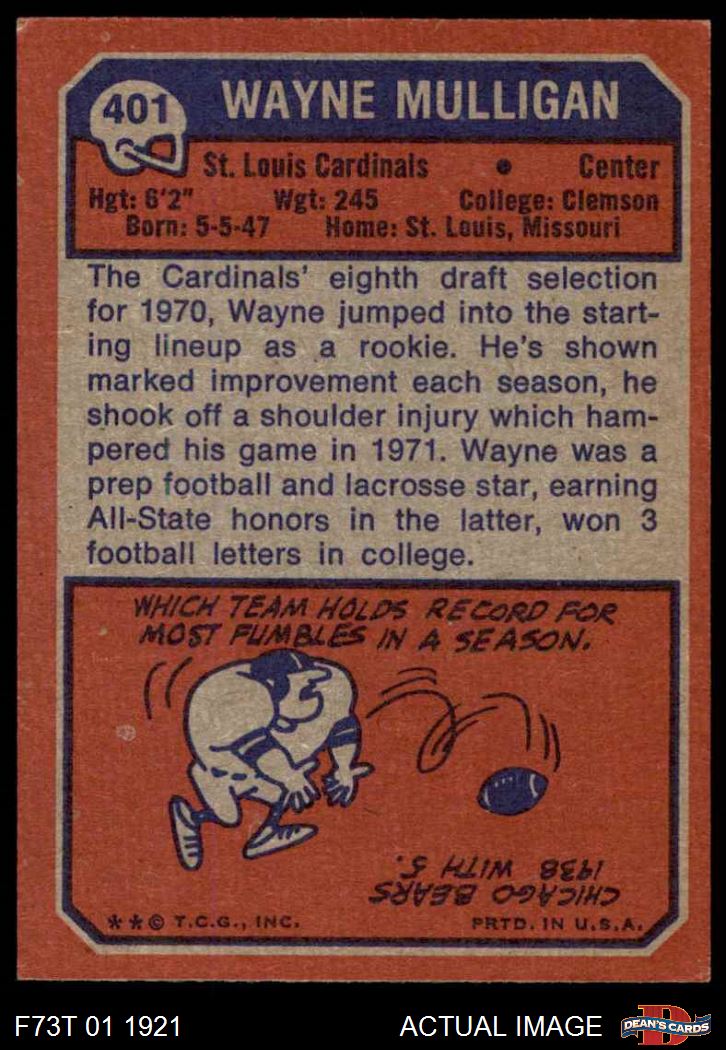 401
WAYNE MULLIGAN
St. Louis Cardinals • Center
Hgt: 6'2" Wgt: 245 College: Clemson
Born: 5-5-47 Home: St. Louis, Missouri
The Cardinals' eighth draft selection
for 1970, Wayne jumped into the start-
ing lineup as a rookie. He's shown
marked improvement each season, he
shook off a shoulder injury which ham-
pered his game in 1971. Wayne was a
prep football and lacrosse star, earning
All-State honors in the latter, won 3
football letters in college.
WHICH TEAM HOLDS RECORD FOR
MOST FUMBLES IN A SEASON.
CHICAGO BEARS
1938 WITH 5.
**© T.C.G., INC. PRTD. IN U.S.A.
F73T 01 1921 ACTUAL IMAGE
D
DEAN'S CARDS